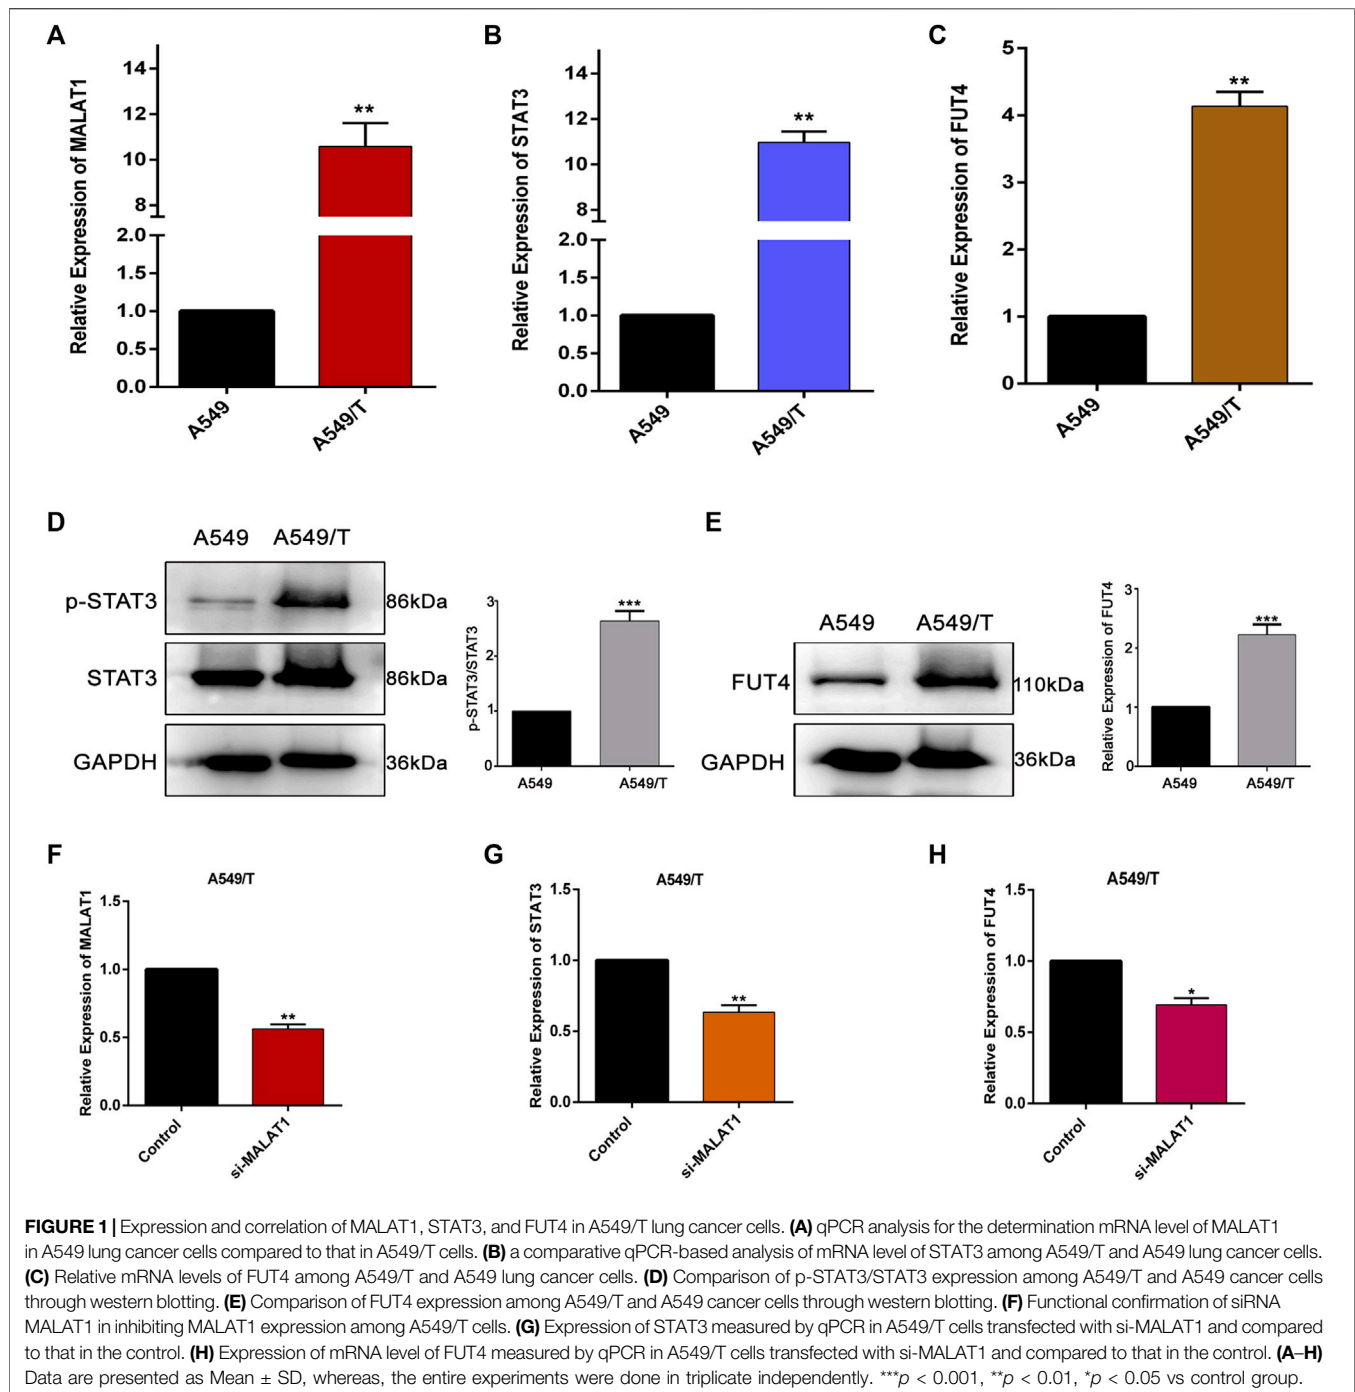 A
Relative Expression of MALAT1
14
12
10
8
2.0
1.5
1.0
0.5
0.0
**
A549
A549/T
B
Relative Expression of STAT3
14
12
10
8
2.0
1.5
1.0
0.5
0.0
**
A549
A549/T
C
Relative Expression of FUT4
5
4
3
2
1
0
**
A549
A549/T
D
A549 A549/T
p-STAT3 86kDa
STAT3 86kDa
GAPDH 36kDa
p-STAT3/STAT3
3
2
1
0
***
A549 A549/T
E
A549 A549/T
FUT4 110kDa
GAPDH 36kDa
Relative Expression of FUT4
3
2
1
0
***
A549 A549/T
F
A549/T
Relative Expression of MALAT1
1.5
1.0
0.5
0.0
**
Control
si-MALAT1
G
A549/T
Relative Expression of STAT3
1.5
1.0
0.5
0.0
**
Control
si-MALAT1
H
A549/T
Relative Expression of FUT4
1.5
1.0
0.5
0.0
*
Control
si-MALAT1
FIGURE 1 | Expression and correlation of MALAT1, STAT3, and FUT4 in A549/T lung cancer cells. (A) qPCR analysis for the determination mRNA level of MALAT1
in A549 lung cancer cells compared to that in A549/T cells. (B) a comparative qPCR-based analysis of mRNA level of STAT3 among A549/T and A549 lung cancer cells.
(C) Relative mRNA levels of FUT4 among A549/T and A549 lung cancer cells. (D) Comparison of p-STAT3/STAT3 expression among A549/T and A549 cancer cells
through western blotting. (E) Comparison of FUT4 expression among A549/T and A549 cancer cells through western blotting. (F) Functional confirmation of siRNA
MALAT1 in inhibiting MALAT1 expression among A549/T cells. (G) Expression of STAT3 measured by qPCR in A549/T cells transfected with si-MALAT1 and compared
to that in the control. (H) Expression of mRNA level of FUT4 measured by qPCR in A549/T cells transfected with si-MALAT1 and compared to that in the control. (A–H)
Data are presented as Mean ± SD, whereas, the entire experiments were done in triplicate independently. ***p < 0.001, **p < 0.01, *p < 0.05 vs control group.